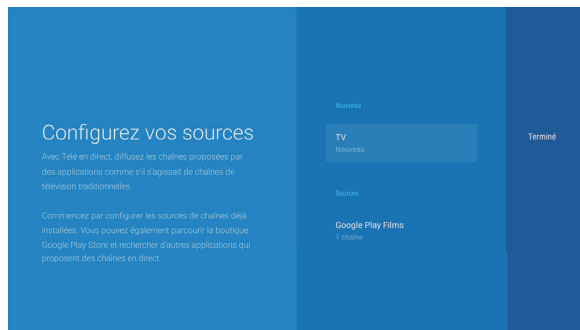 Configurez vos sources
Avec Télé en direct, diffusez les chaînes proposées par
des applications comme s'il s'agissait de chaînes de
télévision traditionnelles.
Commencez par configurer les sources de chaînes déjà
installées. Vous pouvez également parcourir la boutique
Google Play Store et rechercher d'autres applications qui
proposent des chaînes en direct.
Nouveau
TV
Nouveau
Sources
Google Play Films
1 chaîne
Terminé